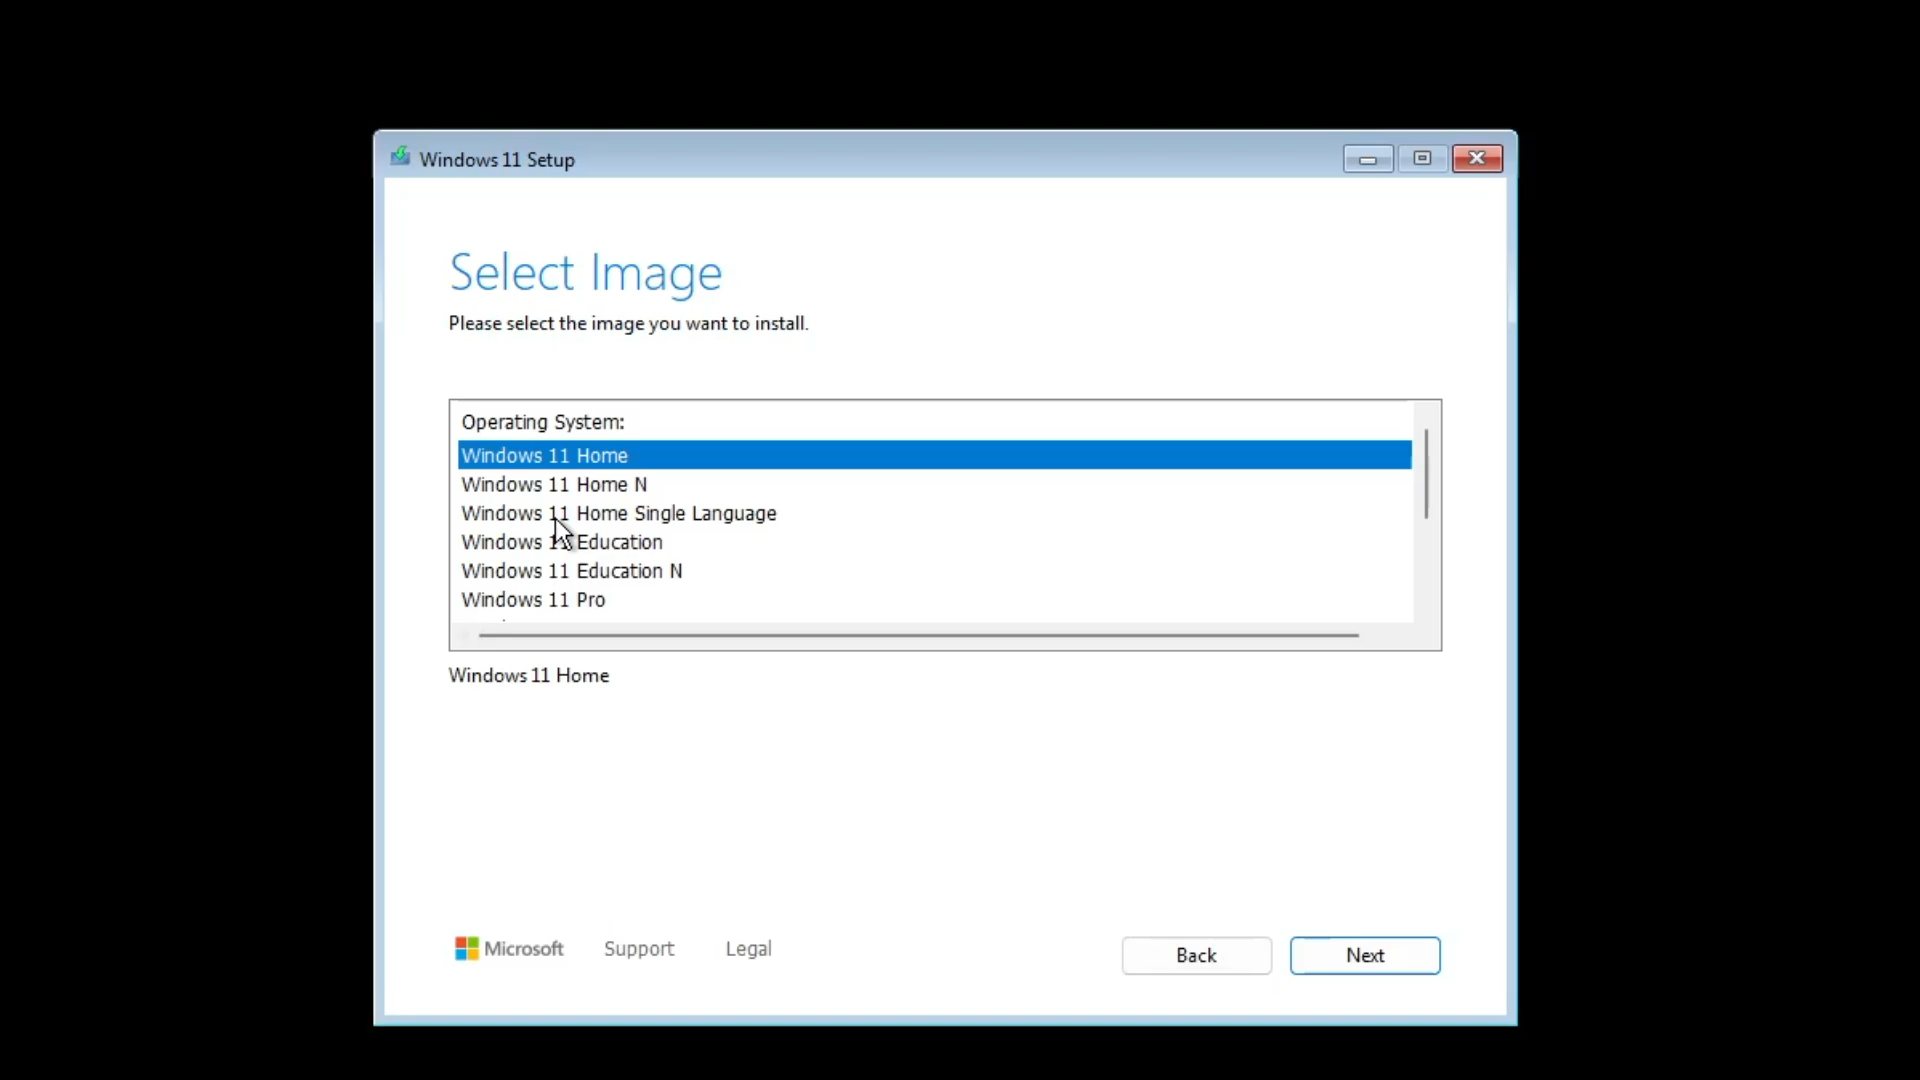 Windows 11 Setup
Select Image
Please select the image you want to install.
Operating System:
Windows 11 Home
Windows 11 Home N
Windows 11 Home Single Language
Windows 11 Education
Windows 11 Education N
Windows 11 Pro
Windows 11 Home
Microsoft Support Legal Back Next